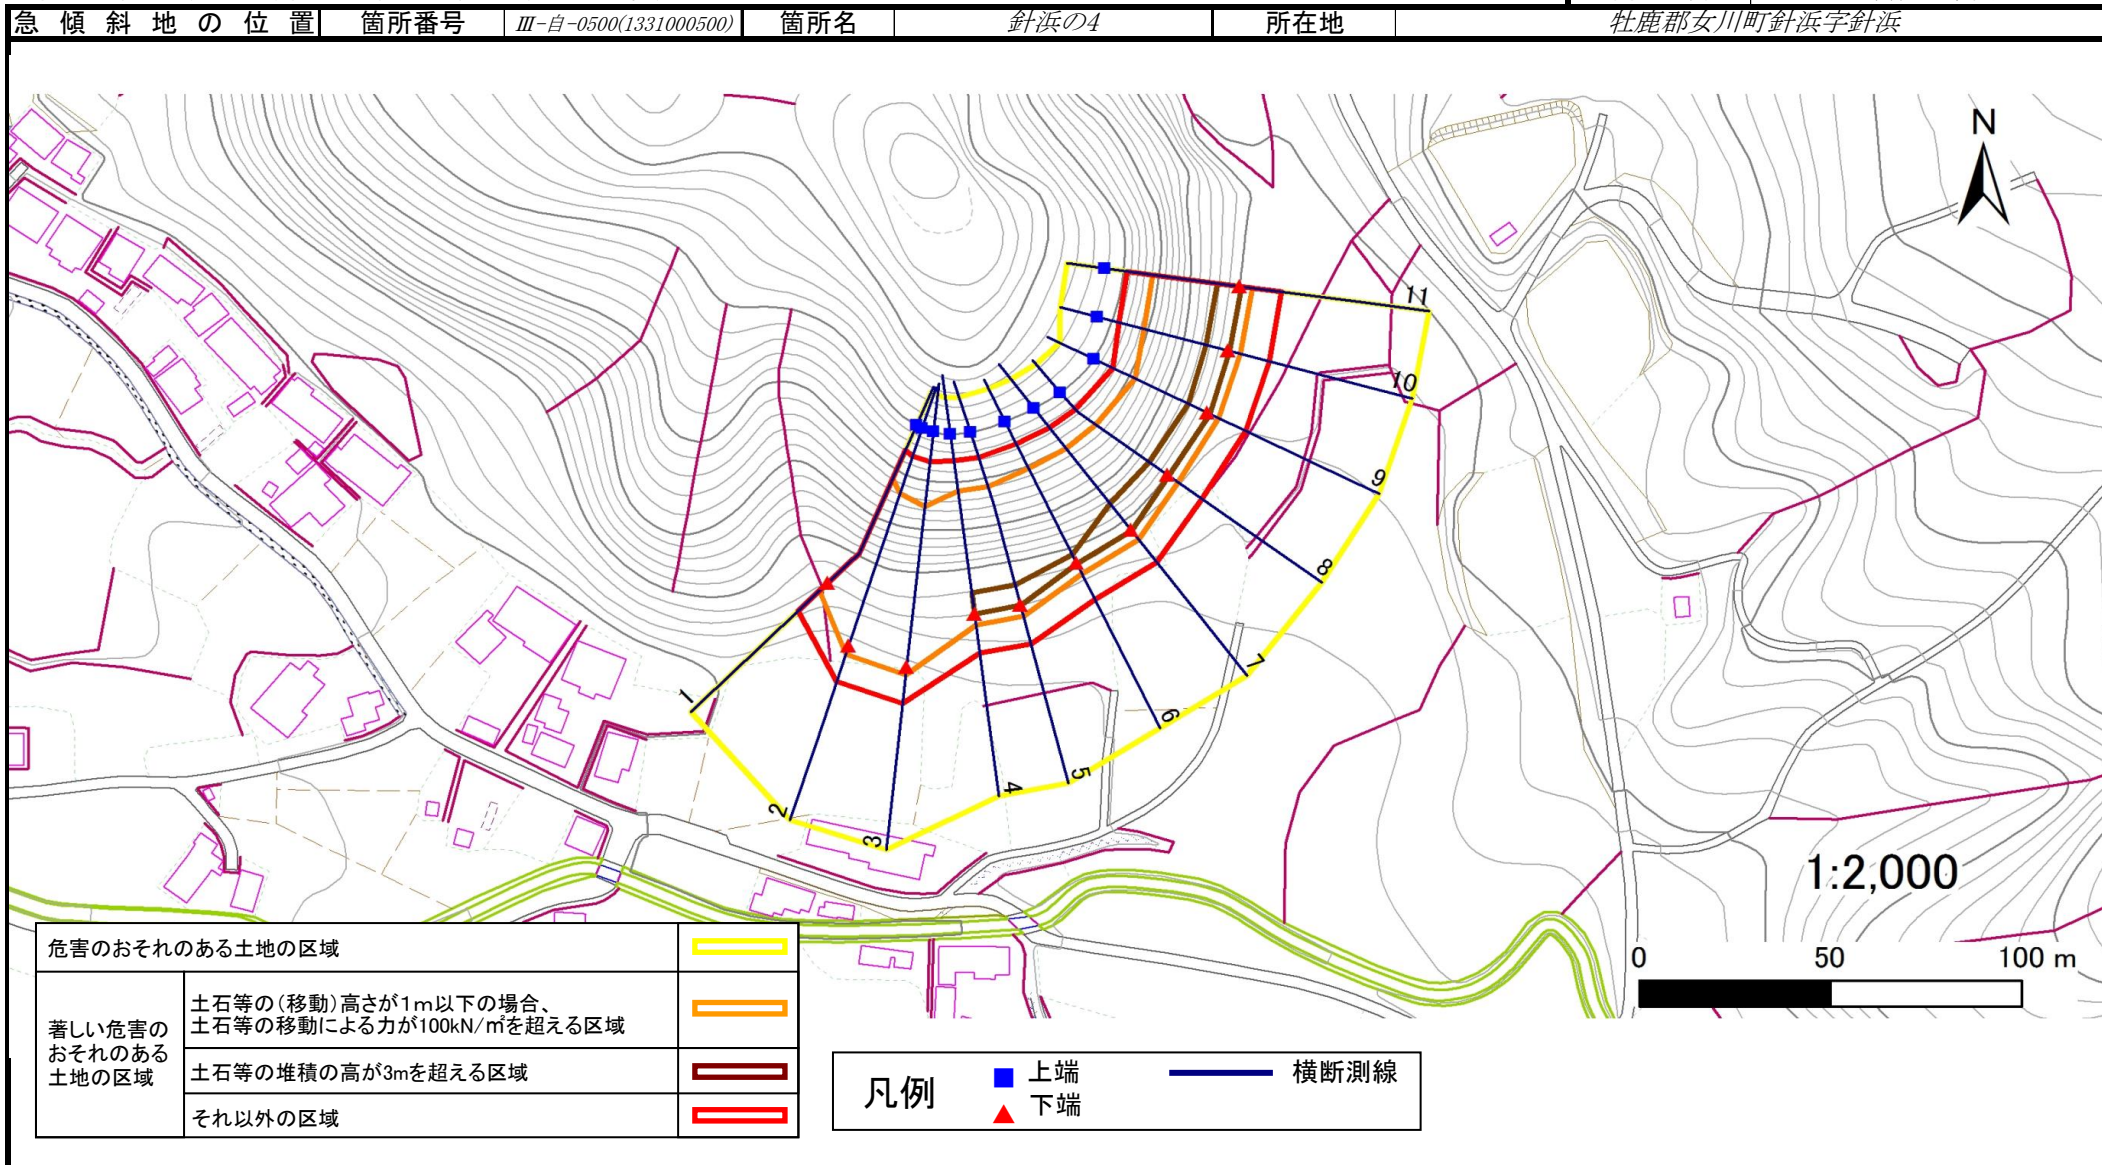 急傾斜地の位置 箇所番号 Ⅲ-自-0500(1331000500) 箇所名 針浜の4 所在地 牡鹿郡女川町針浜字針浜
N
11
10
9
8
7
6
5
4
3
2
1
1:2,000
0 50 100 m
危害のおそれのある土地の区域
著しい危害の
おそれのある
土地の区域
土石等の(移動)高さが1m以下の場合、
土石等の移動による力が100kN/㎡を超える区域
土石等の堆積の高が3mを超える区域
それ以外の区域
凡例
上端
下端
横断測線